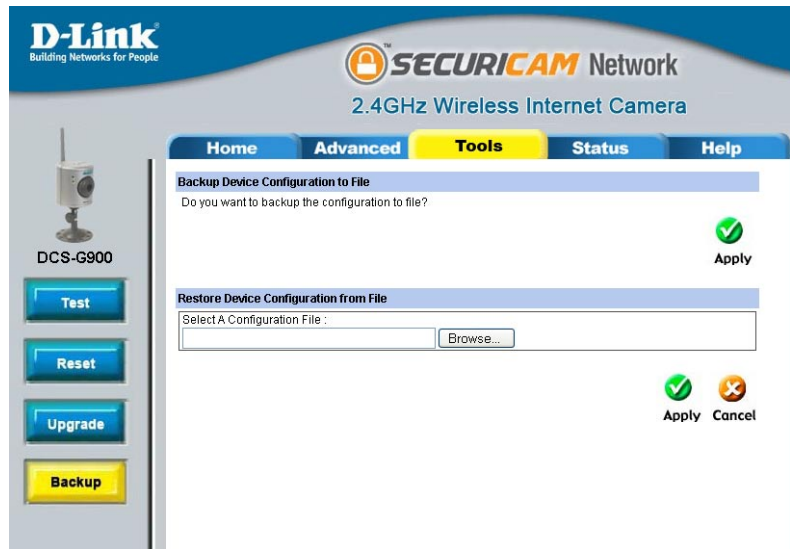 D-Link®
Building Networks for People
SECURICAM™ Network
2.4GHz Wireless Internet Camera
Home Advanced Tools Status Help
DCS-G900
Test
Reset
Upgrade
Backup
Backup Device Configuration to File
Do you want to backup the configuration to file?
Apply
Restore Device Configuration from File
Select A Configuration File :
Browse...
Apply Cancel